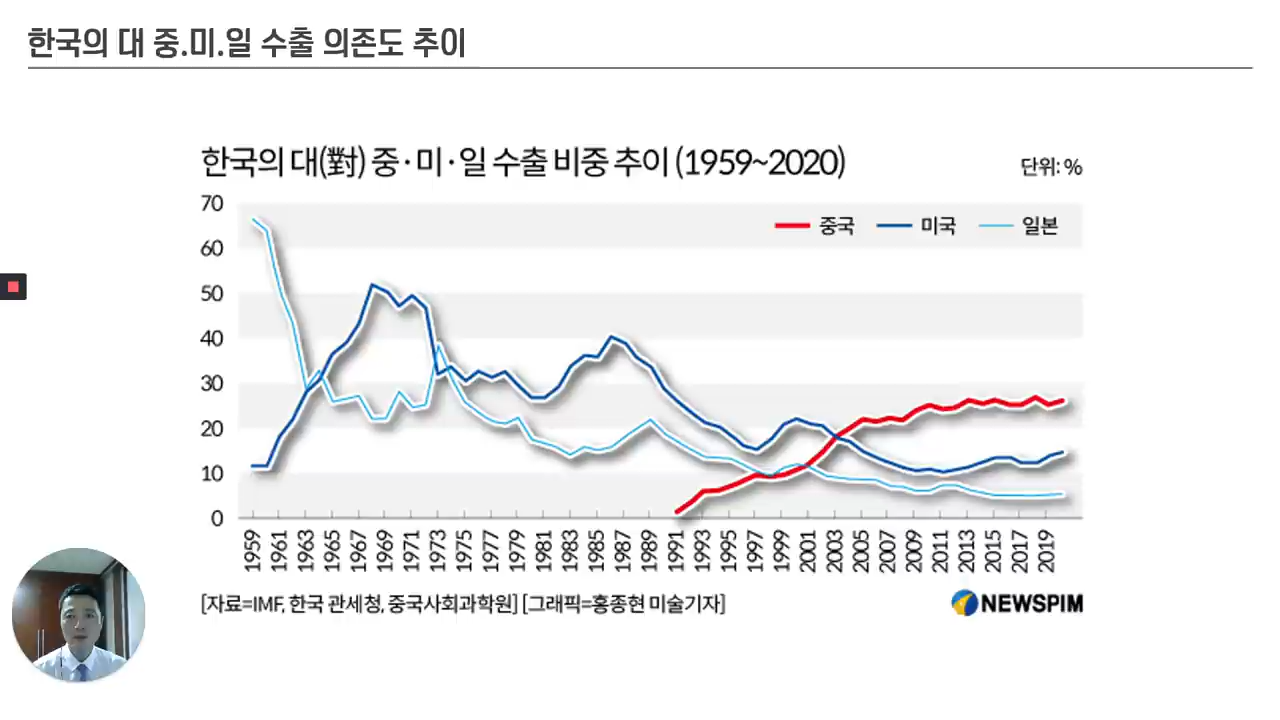 한국의 대 중.미.일 수출 의존도 추이
한국의 대(對) 중·미·일 수출 비중 추이 (1959~2020)
단위: %
중국 미국 일본
70
60
50
40
30
20
10
0
1959 1961 1963 1965 1967 1969 1971 1973 1975 1977 1979 1981 1983 1985 1987 1989 1991 1993 1995 1997 1999 2001 2003 2005 2007 2009 2011 2013 2015 2017 2019
[자료=IMF, 한국 관세청, 중국사회과학원] [그래픽=홍종현 미술기자]
NEWSPIM